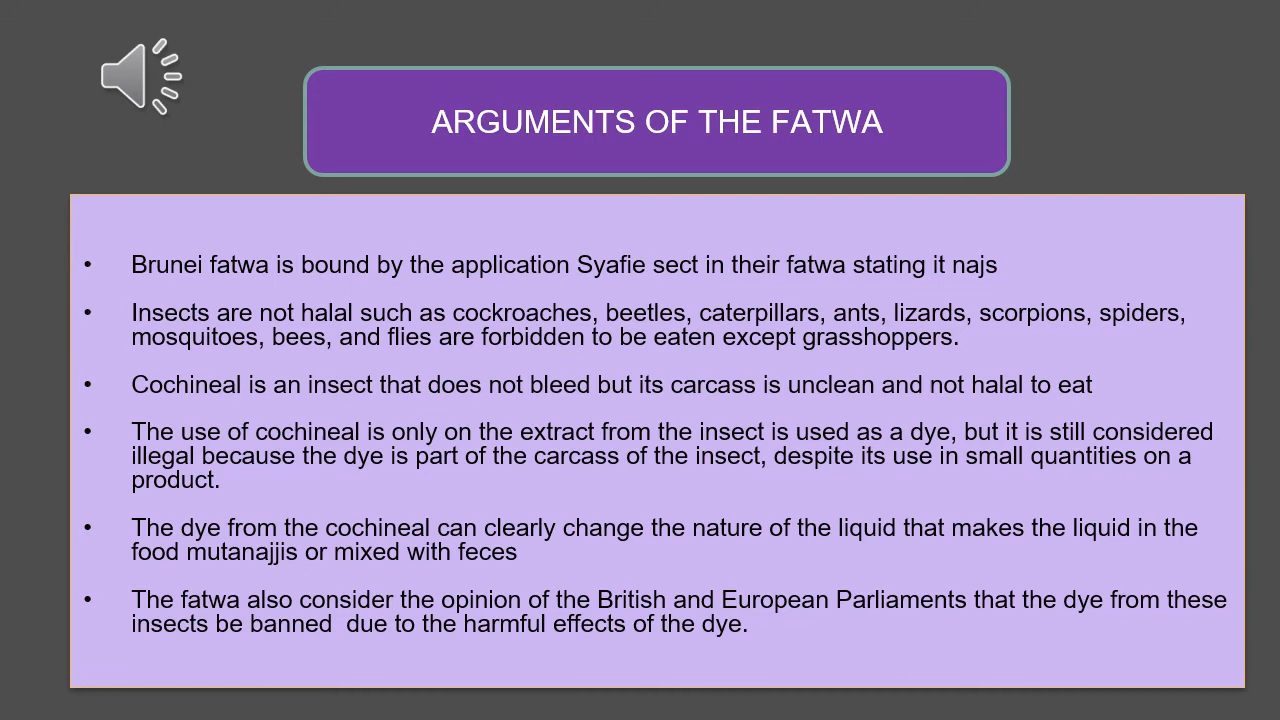 ARGUMENTS OF THE FATWA
• Brunei fatwa is bound by the application Syafie sect in their fatwa stating it najs
• Insects are not halal such as cockroaches, beetles, caterpillars, ants, lizards, scorpions, spiders,
mosquitoes, bees, and flies are forbidden to be eaten except grasshoppers.
• Cochineal is an insect that does not bleed but its carcass is unclean and not halal to eat
• The use of cochineal is only on the extract from the insect is used as a dye, but it is still considered
illegal because the dye is part of the carcass of the insect, despite its use in small quantities on a
product.
• The dye from the cochineal can clearly change the nature of the liquid that makes the liquid in the
food mutanajjis or mixed with feces
• The fatwa also consider the opinion of the British and European Parliaments that the dye from these
insects be banned  due to the harmful effects of the dye.